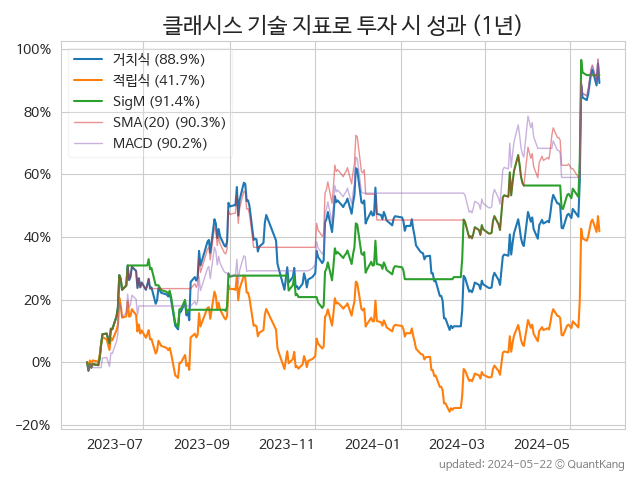 클래시스 기술 지표로 투자 시 성과 (1년)
100%
80%
60%
40%
20%
0%
−20%
거치식 (88.9%)
적립식 (41.7%)
SigM (91.4%)
SMA(20) (90.3%)
MACD (90.2%)
2023-07
2023-09
2023-11
2024-01
2024-03
2024-05
updated: 2024-05-22 © QuantKang